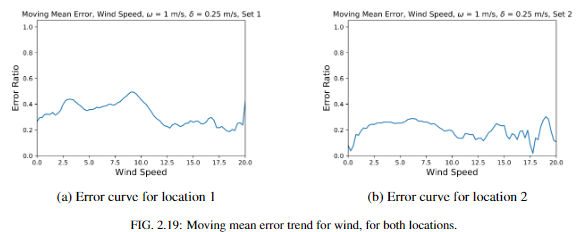 Moving Mean Error, Wind Speed, ω = 1 m/s, δ = 0.25 m/s, Set 1
1.0
0.8
0.6
0.4
0.2
0.0
Error Ratio
0.0 2.5 5.0 7.5 10.0 12.5 15.0 17.5 20.0
Wind Speed
(a) Error curve for location 1
Moving Mean Error, Wind Speed, ω = 1 m/s, δ = 0.25 m/s, Set 2
1.0
0.8
0.6
0.4
0.2
0.0
Error Ratio
0.0 2.5 5.0 7.5 10.0 12.5 15.0 17.5 20.0
Wind Speed
(b) Error curve for location 2
FIG. 2.19: Moving mean error trend for wind, for both locations.